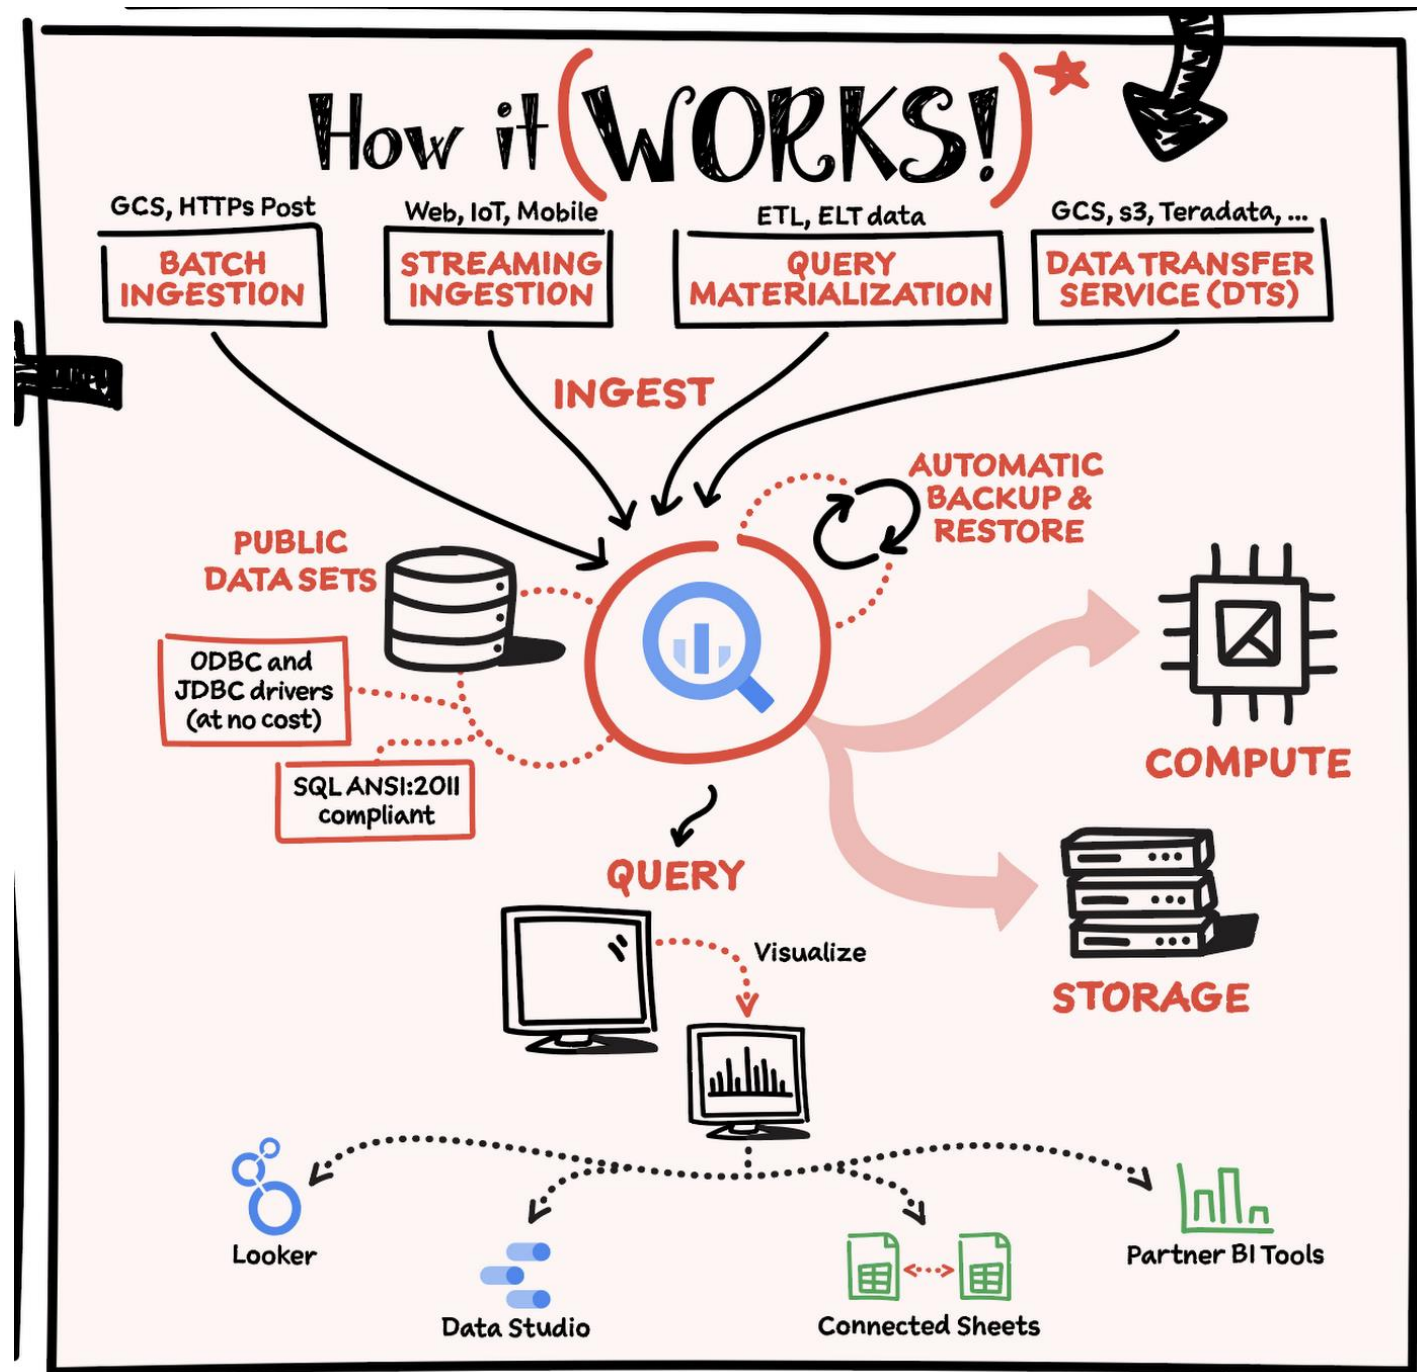 How it (WORKS!)
GCS, HTTPs Post
BATCH
INGESTION
Web, IoT, Mobile
STREAMING
INGESTION
ETL, ELT data
QUERY
MATERIALIZATION
GCS, s3, Teradata, ...
DATA TRANSFER
SERVICE (DTS)
INGEST
AUTOMATIC
BACKUP &
RESTORE
PUBLIC
DATA SETS
ODBC and
JDBC drivers
(at no cost)
SQL ANSI:2011
compliant
COMPUTE
QUERY
Visualize
STORAGE
Looker
Data Studio
Connected Sheets
Partner BI Tools